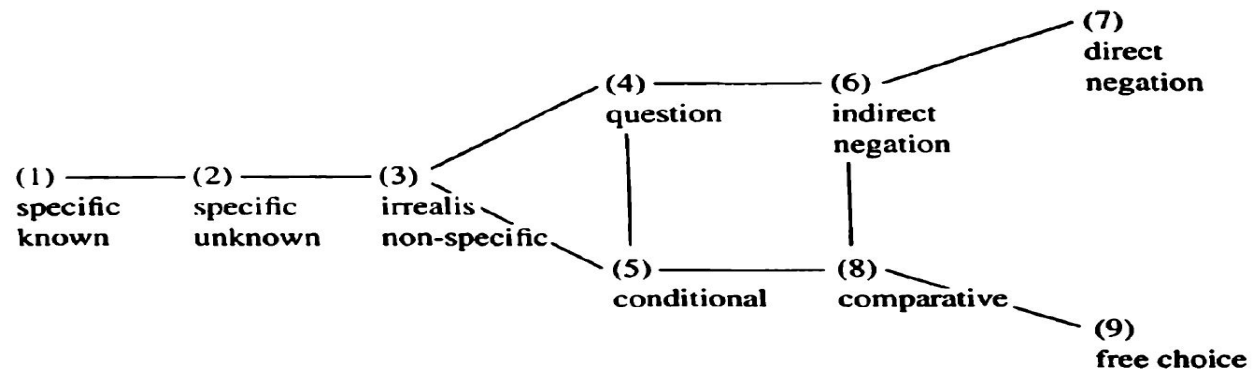 (7)
direct
negation
(4)
question
(6)
indirect
negation
(1)
specific
known
(2)
specific
unknown
(3)
irrealis
non-specific
(5)
conditional
(8)
comparative
(9)
free choice